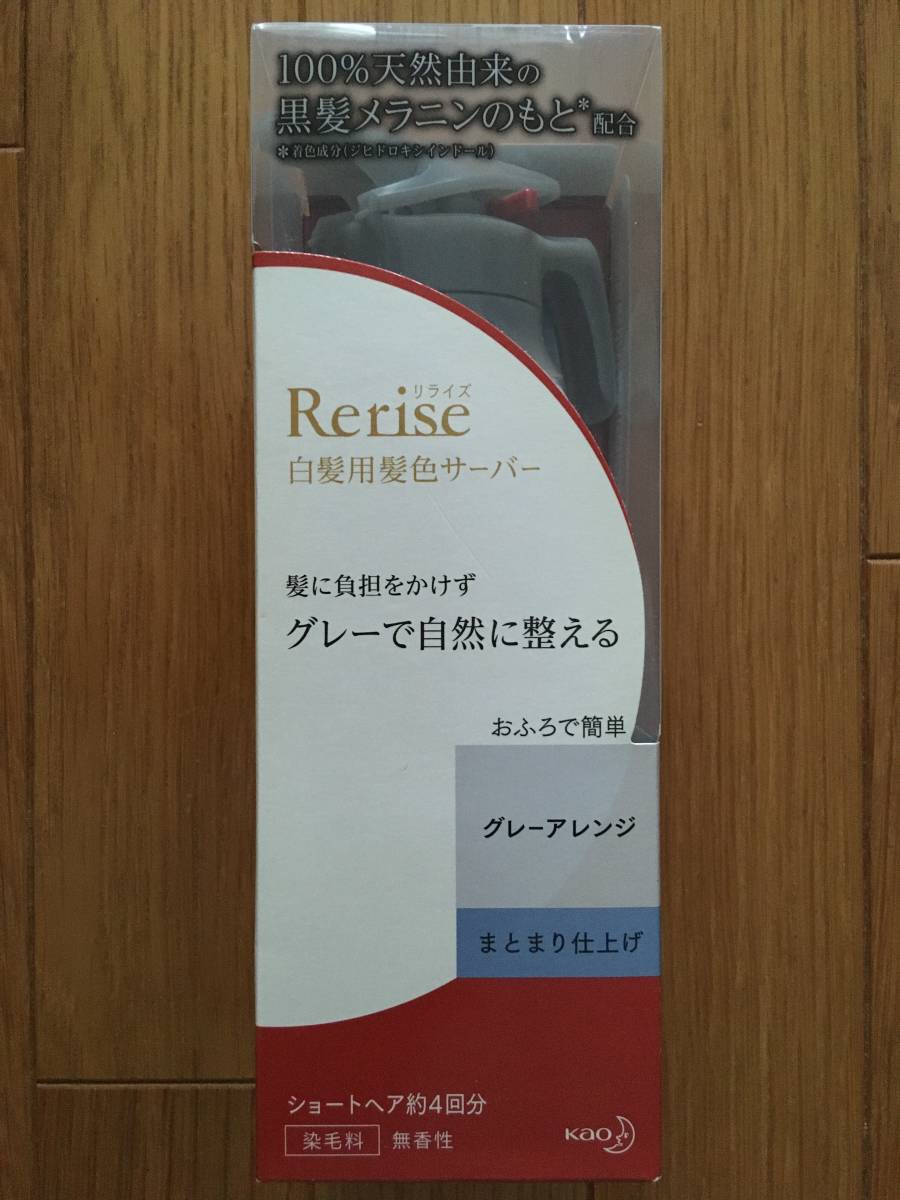 100%天然由来の
黒髪メラニンのもと*配合
*着色成分(ジヒドロキシインドール)
リライズ
Rerise
白髪用髪色サーバー
髪に負担をかけず
グレーで自然に整える
おふろで簡単
グレーアレンジ
まとまり仕上げ
ショートヘア約4回分
染毛料 無香性
Kao